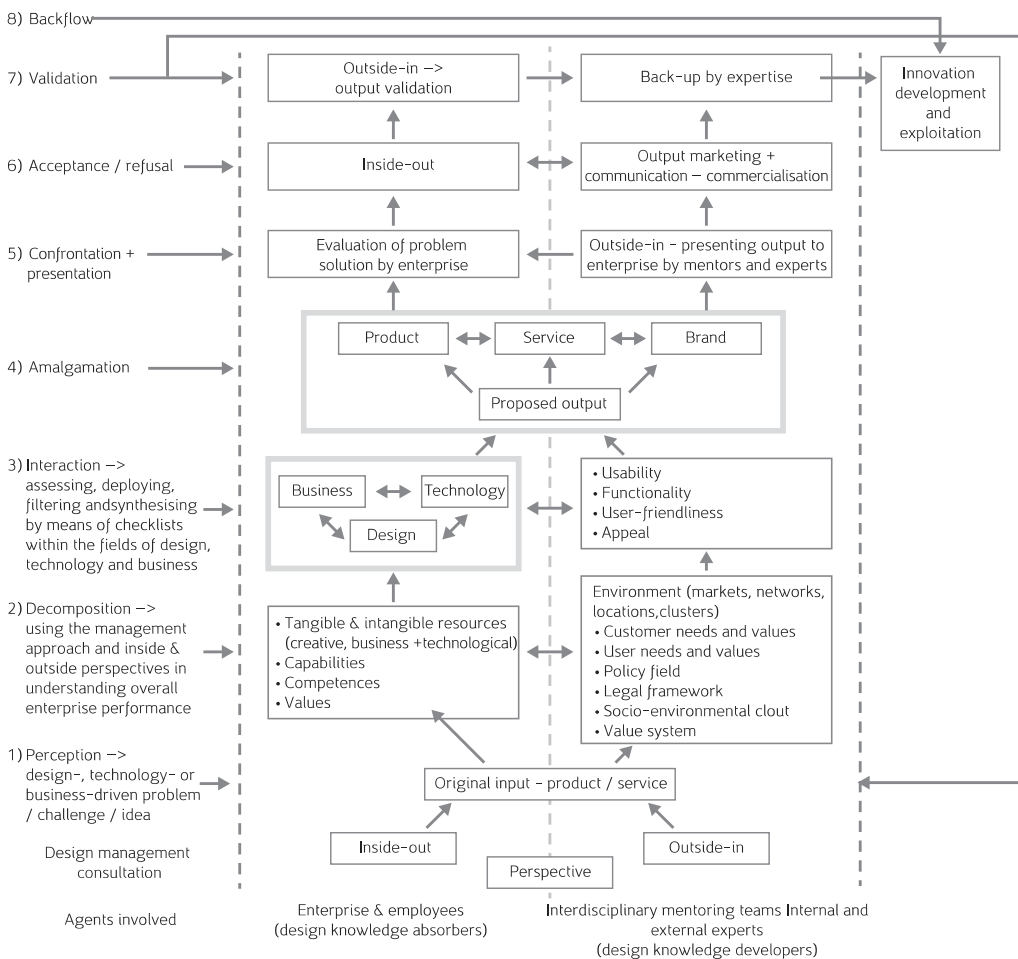 8) Backflow
7) Validation
Outside-in –>
output validation
Back-up by expertise
Innovation
development
and
exploitation
6) Acceptance / refusal
Inside-out
Output marketing +
communication – commercialisation
5) Confrontation +
presentation
Evaluation of problem
solution by enterprise
Outside-in - presenting output to
enterprise by mentors and experts
4) Amalgamation
Product
Service
Brand
Proposed output
3) Interaction –>
assessing, deploying,
filtering andsynthesising
by means of checklists
within the fields of design,
technology and business
Business
Technology
Design
• Usability
• Functionality
• User-friendliness
• Appeal
2) Decomposition –>
using the management
approach and inside &
outside perspectives in
understanding overall
enterprise performance
• Tangible & intangible resources
(creative, business +technological)
• Capabilities
• Competences
• Values
Environment (markets, networks,
locations,clusters)
• Customer needs and values
• User needs and values
• Policy field
• Legal framework
• Socio-environmental clout
• Value system
1) Perception –>
design-, technology- or
business-driven problem
/ challenge / idea
Original input - product / service
Inside-out
Outside-in
Design management
consultation
Perspective
Agents involved
Enterprise & employees
(design knowledge absorbers)
Interdisciplinary mentoring teams Internal and
external experts
(design knowledge developers)